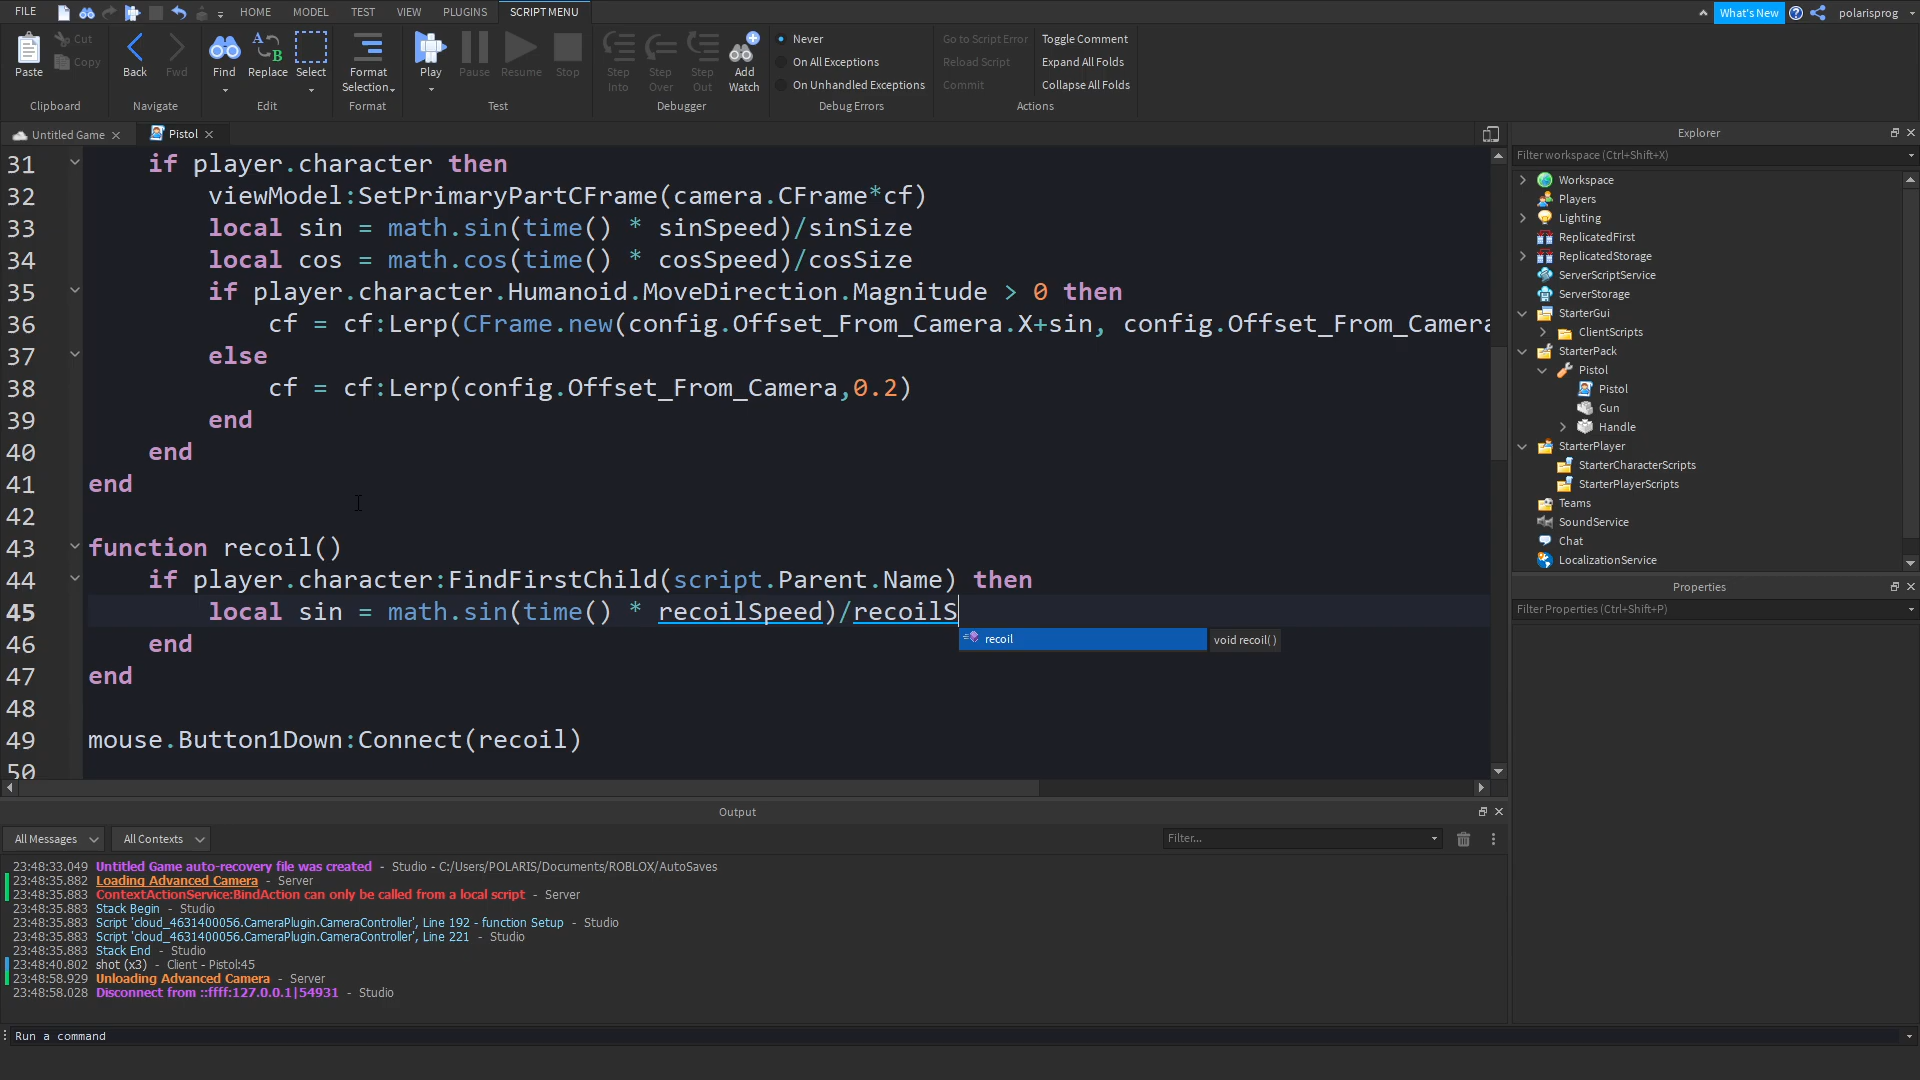 FILE HOME MODEL TEST VIEW PLUGINS SCRIPT MENU What's New polarisprog
Paste Cut Copy Back Fwd Find Replace Select Format Selection Play Pause Resume Stop Step Into Step Over Step Out Add Watch
Never
On All Exceptions
On Unhandled Exceptions
Go to Script Error
Reload Script
Commit
Toggle Comment
Expand All Folds
Collapse All Folds
Clipboard Navigate Edit Format Test Debugger Debug Errors Actions
Untitled Game Pistol
31 if player.character then
32 viewModel:SetPrimaryPartCFrame(camera.CFrame*cf)
33 local sin = math.sin(time() * sinSpeed)/sinSize
34 local cos = math.cos(time() * cosSpeed)/cosSize
35 if player.character.Humanoid.MoveDirection.Magnitude > 0 then
36 cf = cf:Lerp(CFrame.new(config.Offset_From_Camera.X+sin, config.Offset_From_Camera
37 else
38 cf = cf:Lerp(config.Offset_From_Camera,0.2)
39 end
40 end
41 end
42
43 function recoil()
44 if player.character:FindFirstChild(script.Parent.Name) then
45 local sin = math.sin(time() * recoilSpeed)/recoilS
recoil void recoil()
46 end
47 end
48
49 mouse.Button1Down:Connect(recoil)
50
Explorer
Filter workspace (Ctrl+Shift+X)
Workspace
Players
Lighting
ReplicatedFirst
ReplicatedStorage
ServerScriptService
ServerStorage
StarterGui
ClientScripts
StarterPack
Pistol
Pistol
Gun
Handle
StarterPlayer
StarterCharacterScripts
StarterPlayerScripts
Teams
SoundService
Chat
LocalizationService
Properties
Filter Properties (Ctrl+Shift+P)
Output
All Messages All Contexts Filter...
23:48:33.049 Untitled Game auto-recovery file was created - Studio - C:/Users/POLARIS/Documents/ROBLOX/AutoSaves
23:48:35.882 Loading Advanced Camera - Server
23:48:35.883 ContextActionService:BindAction can only be called from a local script - Server
23:48:35.883 Stack Begin - Studio
23:48:35.883 Script 'cloud_4631400056.CameraPlugin.CameraController', Line 192 - function Setup - Studio
23:48:35.883 Script 'cloud_4631400056.CameraPlugin.CameraController', Line 221 - Studio
23:48:35.883 Stack End - Studio
23:48:40.802 shot (x3) - Client - Pistol:45
23:48:58.929 Unloading Advanced Camera - Server
23:48:58.028 Disconnect from ::ffff:127.0.0.1|54931 - Studio
Run a command